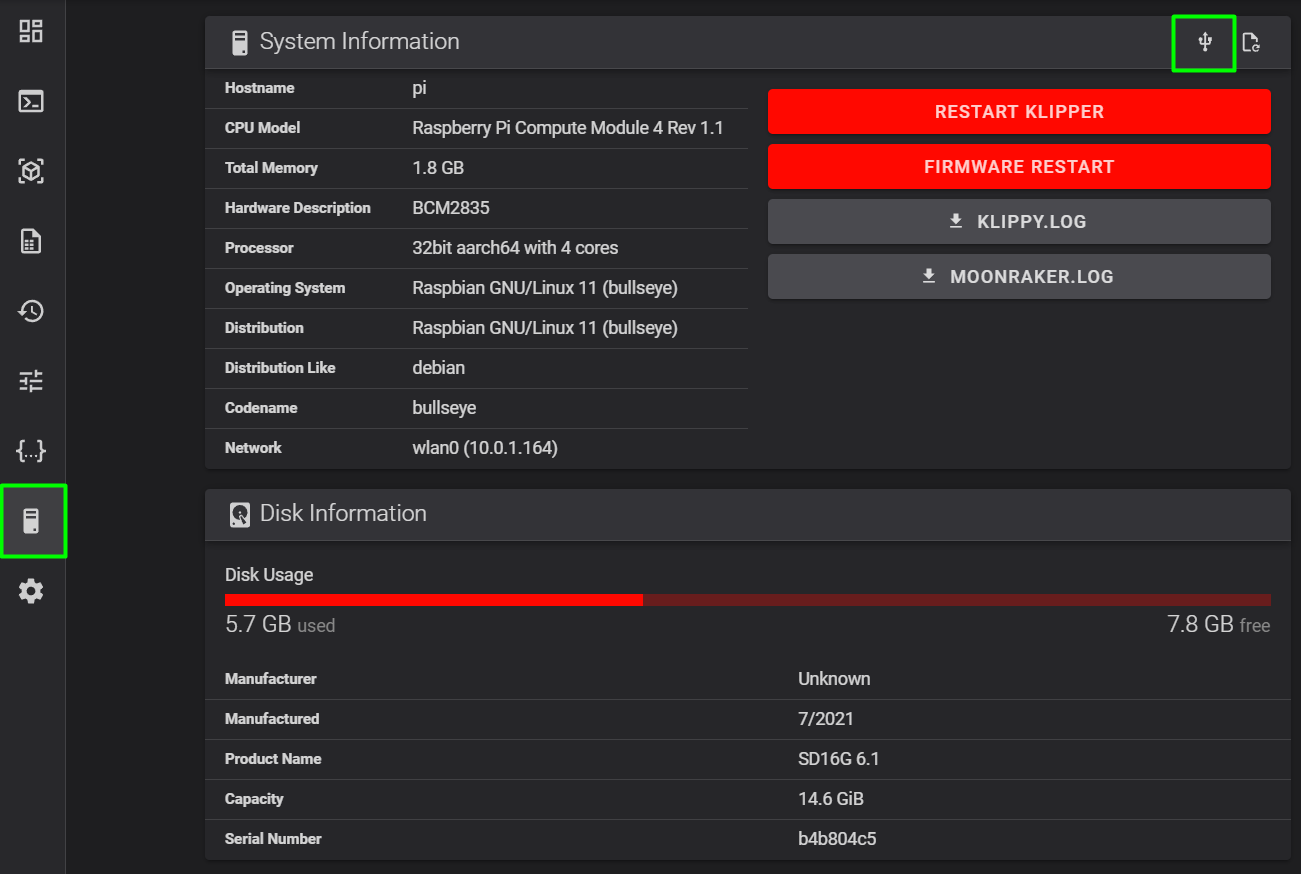 System Information
Hostname pi
CPU Model Raspberry Pi Compute Module 4 Rev 1.1
Total Memory 1.8 GB
Hardware Description BCM2835
Processor 32bit aarch64 with 4 cores
Operating System Raspbian GNU/Linux 11 (bullseye)
Distribution Raspbian GNU/Linux 11 (bullseye)
Distribution Like debian
Codename bullseye
Network wlan0 (10.0.1.164)
RESTART KLIPPER
FIRMWARE RESTART
KLIPPY.LOG
MOONRAKER.LOG
Disk Information
Disk Usage
5.7 GB used 7.8 GB free
Manufacturer Unknown
Manufactured 7/2021
Product Name SD16G 6.1
Capacity 14.6 GiB
Serial Number b4b804c5